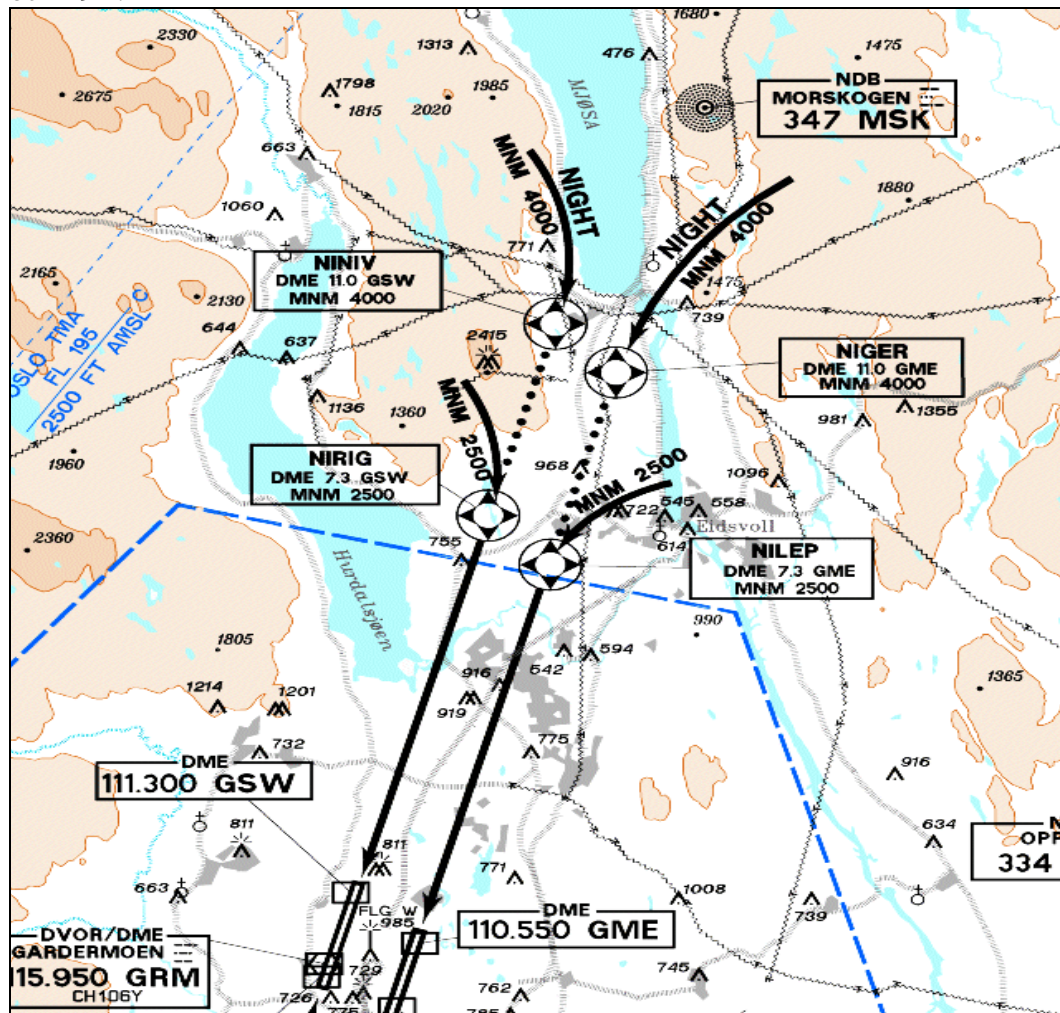 2330
1313
1680
476
1475
2675
1798
1815
2020
1985
MJØSA
NDB
MORSKOGEN
347 MSK
663
MNM 4000
NIGHT
NIGHT
MNM 4000
1880
1060
771
2165
NINIV
DME 11.0 GSW
MNM 4000
1475
739
2130
OSLO TMA
FL 195
2500 FT AMSL C
644
637
2415
NIGER
DME 11.0 GME
MNM 4000
1136
1360
MNM 2500
981
1355
1960
NIRIG
DME 7.3 GSW
MNM 2500
968
MNM 2500
1096
722
545
558
Eidsvoll
614
2360
755
Hurdalsjøen
NILEP
DME 7.3 GME
MNM 2500
990
1805
542
594
916
919
1365
1214
1201
732
775
916
DME
111.300 GSW
811
811
634
334
771
663
1008
739
FLG W
985
DME
110.550 GME
DVOR/DME
GARDERMOEN
115.950 GRM
CH106Y
729
745
726
775
762
785